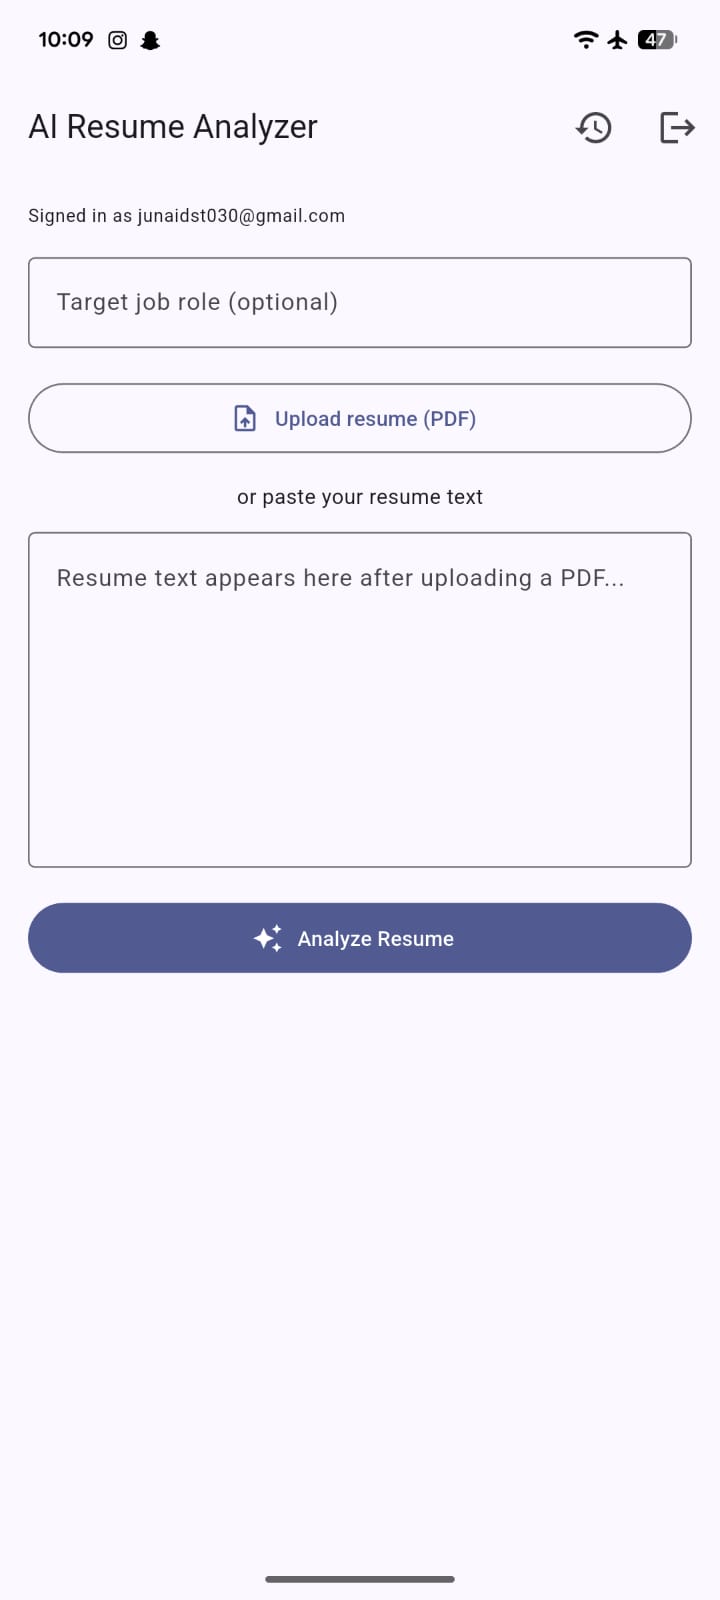 10:09
47
AI Resume Analyzer
Signed in as junaidst030@gmail.com
Target job role (optional)
Upload resume (PDF)
or paste your resume text
Resume text appears here after uploading a PDF...
Analyze Resume